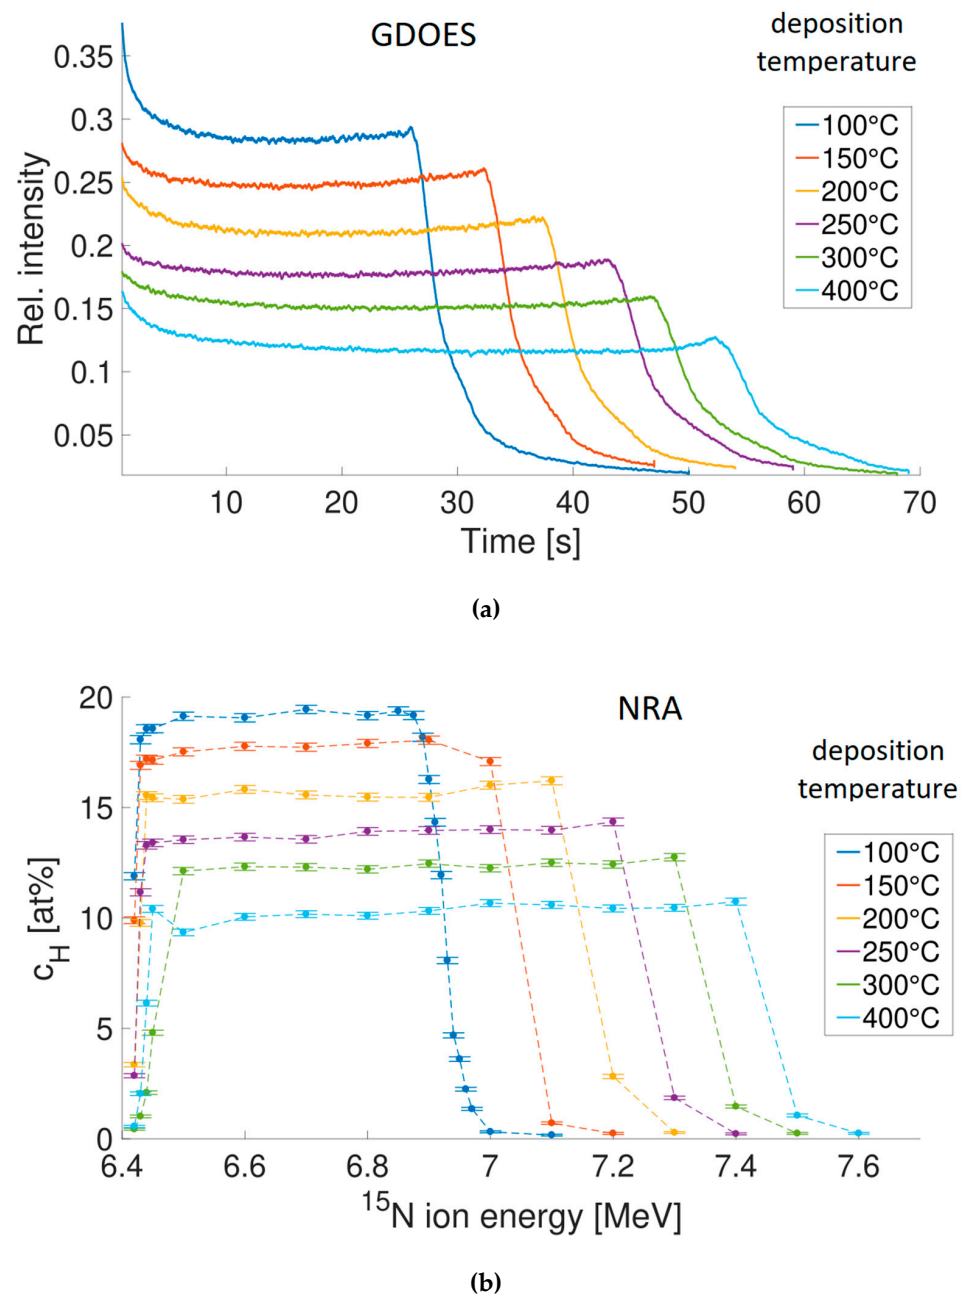 GDOES
deposition
temperature
100°C
150°C
200°C
250°C
300°C
400°C
Rel. intensity
0.35
0.3
0.25
0.2
0.15
0.1
0.05
10 20 30 40 50 60 70
Time [s]
(a)
NRA
deposition
temperature
100°C
150°C
200°C
250°C
300°C
400°C
cH [at%]
20
15
10
5
0
6.4 6.6 6.8 7 7.2 7.4 7.6
15N ion energy [MeV]
(b)